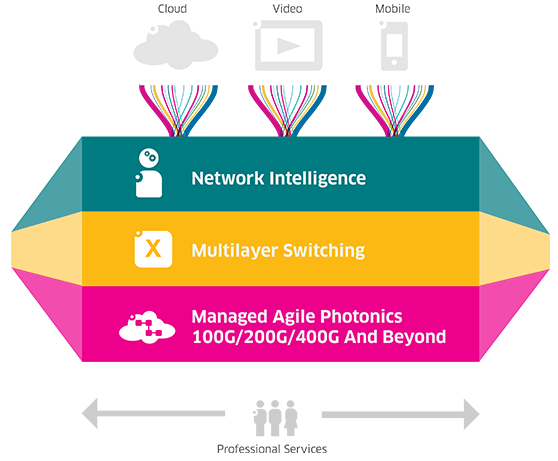 Cloud
Video
Mobile
Network Intelligence
X
Multilayer Switching
Managed Agile Photonics
100G/200G/400G And Beyond
Professional Services